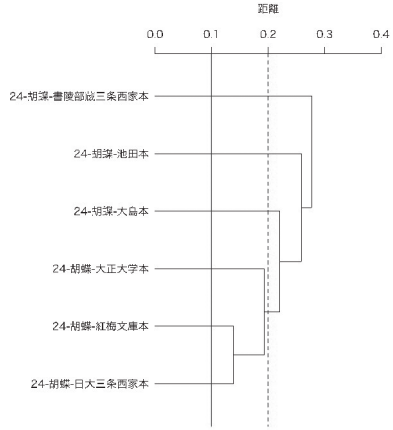 距離
0.0 0.1 0.2 0.3 0.4
24-胡蝶-書陵部蔵三条西家本
24-胡蝶-池田本
24-胡蝶-大島本
24-胡蝶-大正大学本
24-胡蝶-紅梅文庫本
24-胡蝶-日大三条西家本